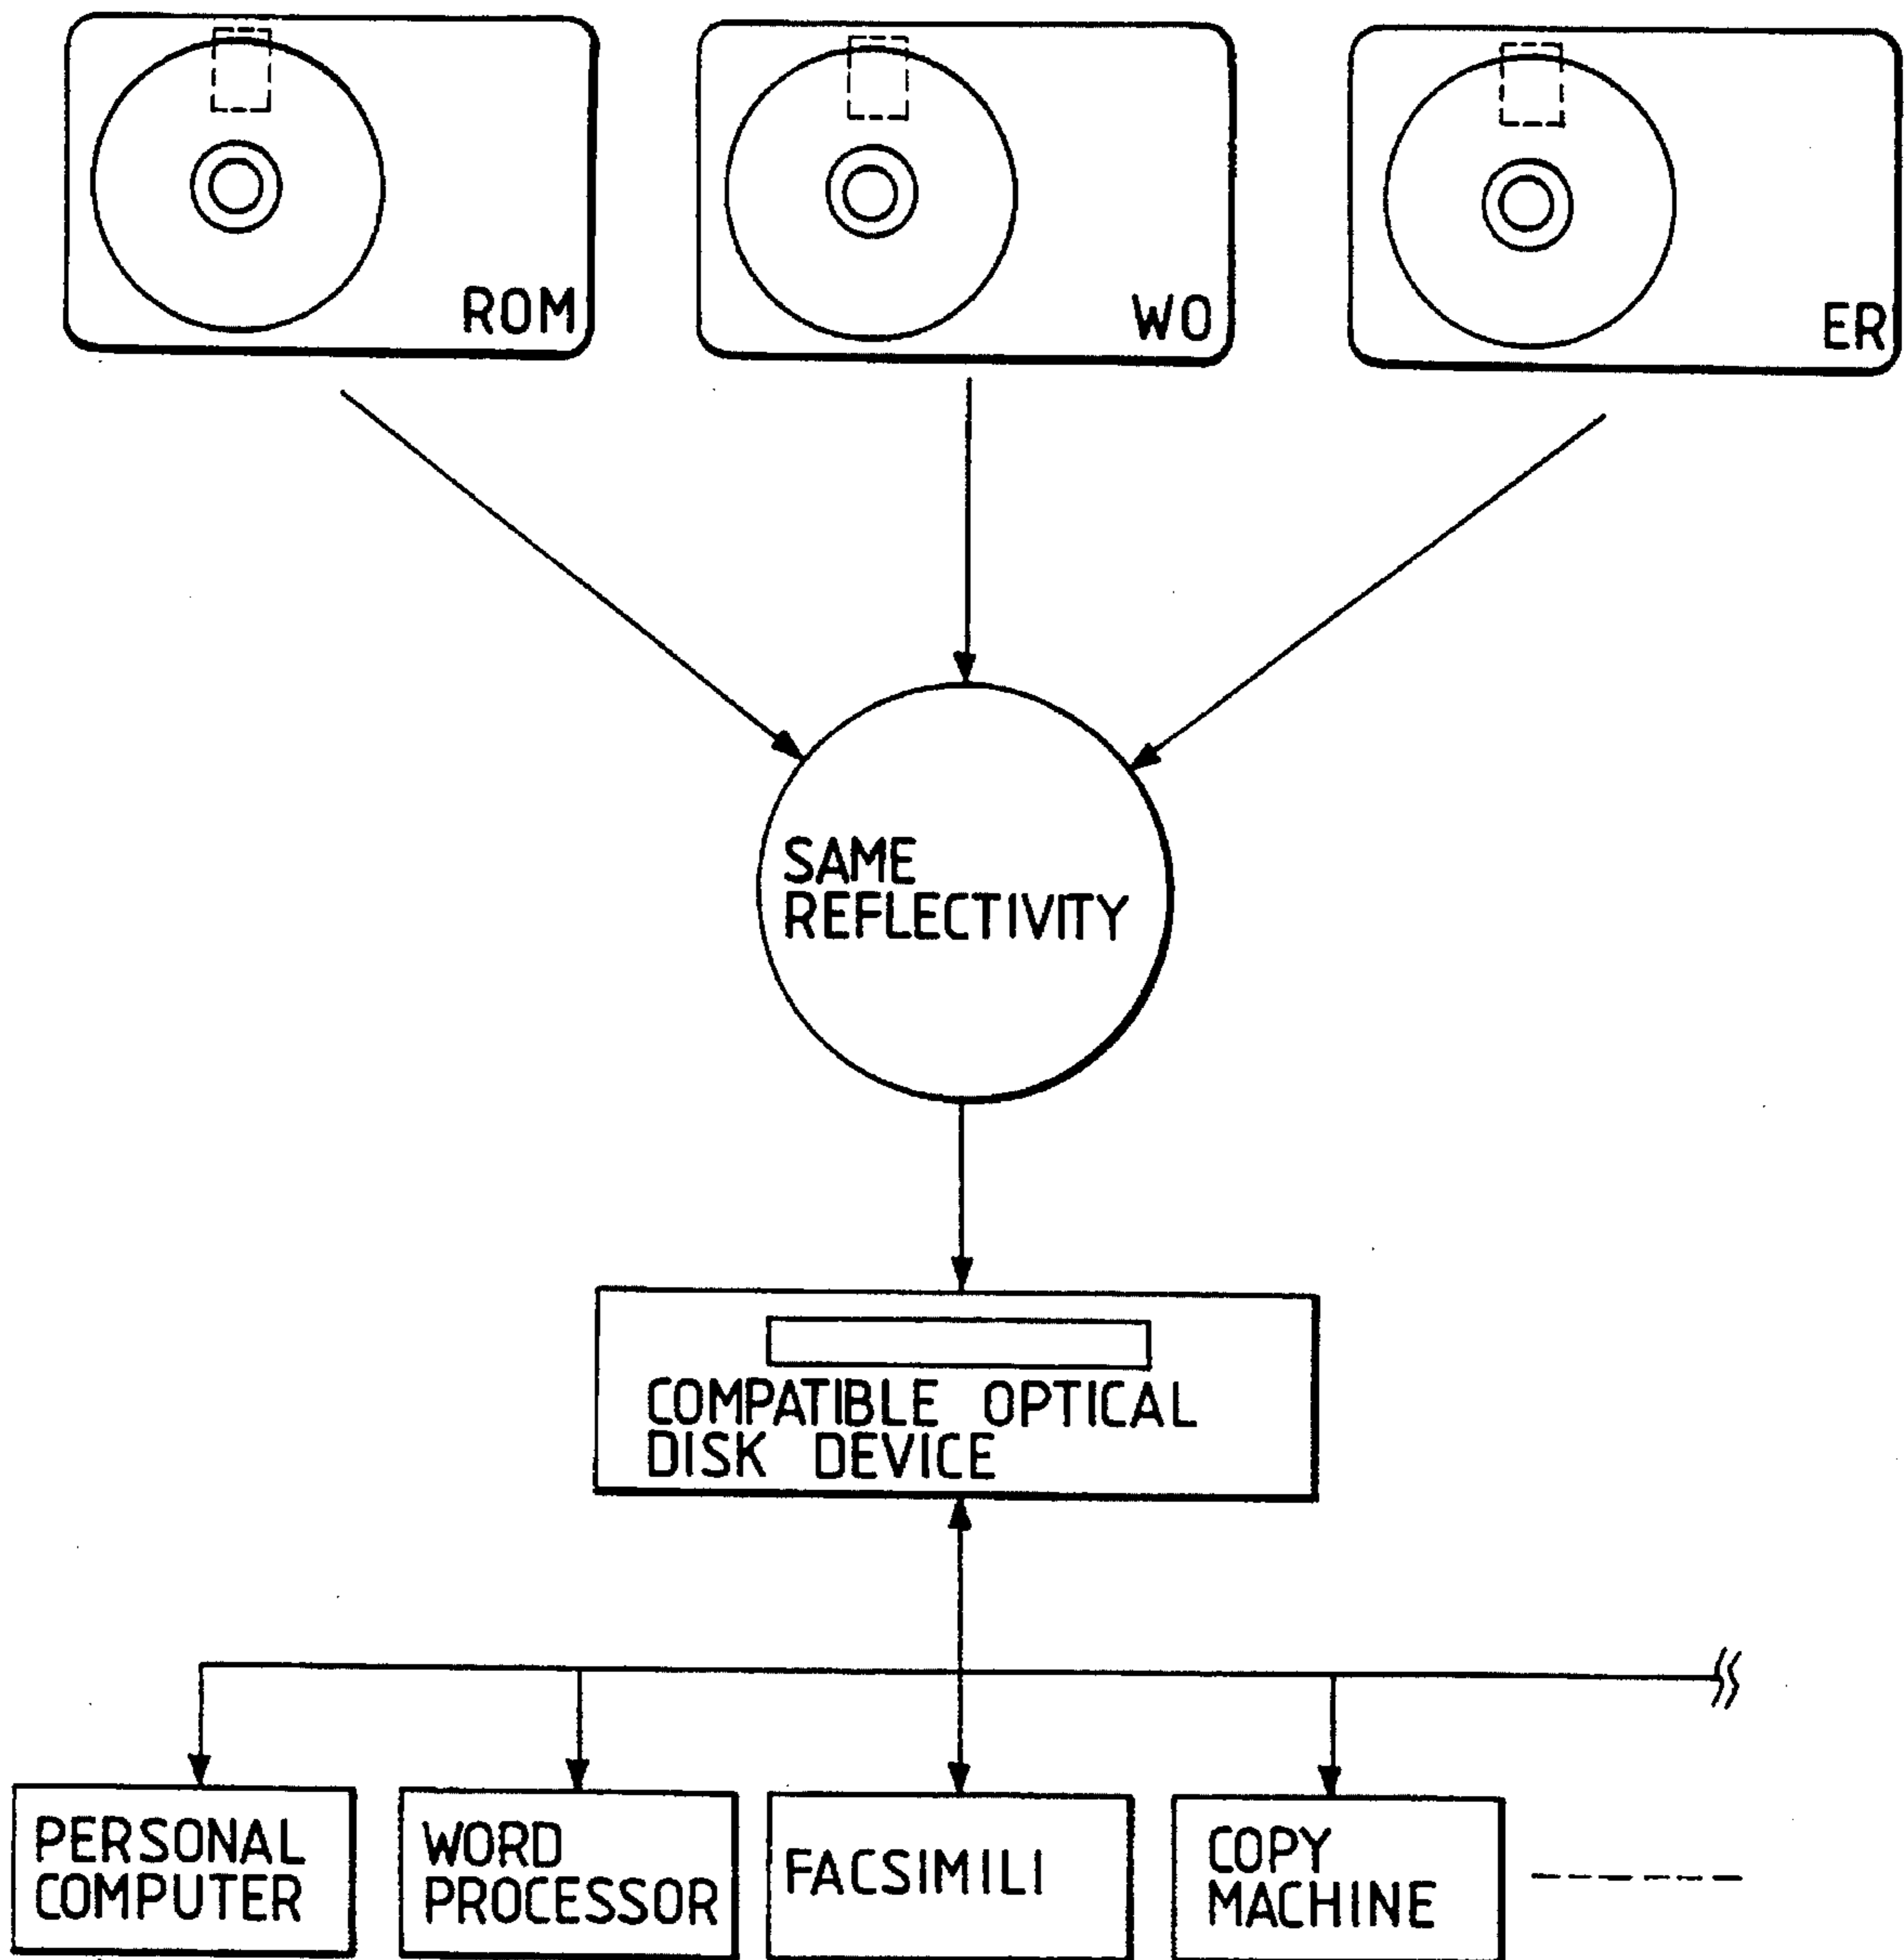 ROM
WO
ER
SAME
REFLECTIVITY
COMPATIBLE OPTICAL
DISK DEVICE
PERSONAL
COMPUTER
WORD
PROCESSOR
FACSIMILI
COPY
MACHINE